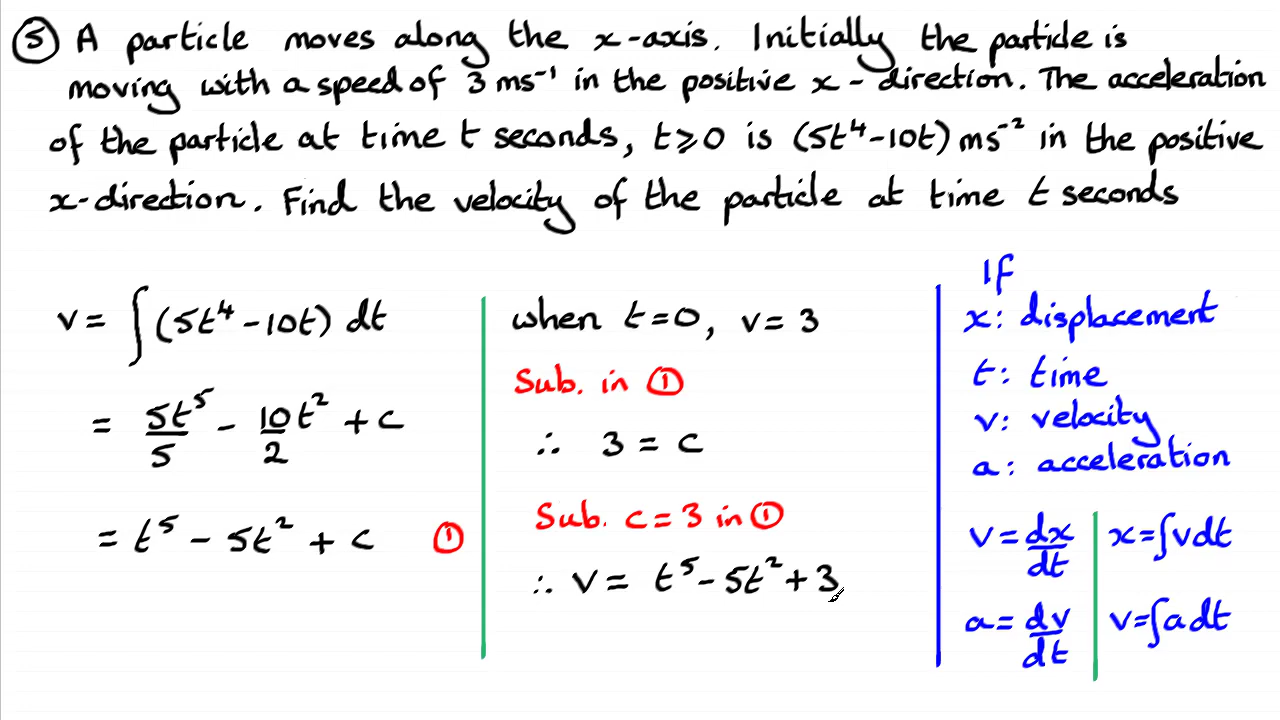 ⑤ A particle moves along the x-axis. Initially the particle is
moving with a speed of 3 ms⁻¹ in the positive x-direction. The acceleration
of the particle at time t seconds, t⩾0 is (5t⁴-10t) ms⁻² in the positive
x-direction. Find the velocity of the particle at time t seconds
v = ∫(5t⁴-10t) dt
= 5t⁵/5 - 10t²/2 + c
= t⁵ - 5t² + c ①
when t=0, v=3
Sub. in ①
∴ 3 = c
Sub. c=3 in ①
∴ v = t⁵-5t²+3
If
x: displacement
t: time
v: velocity
a: acceleration
v = dx/dt x=∫v dt
a = dv/dt v=∫a dt